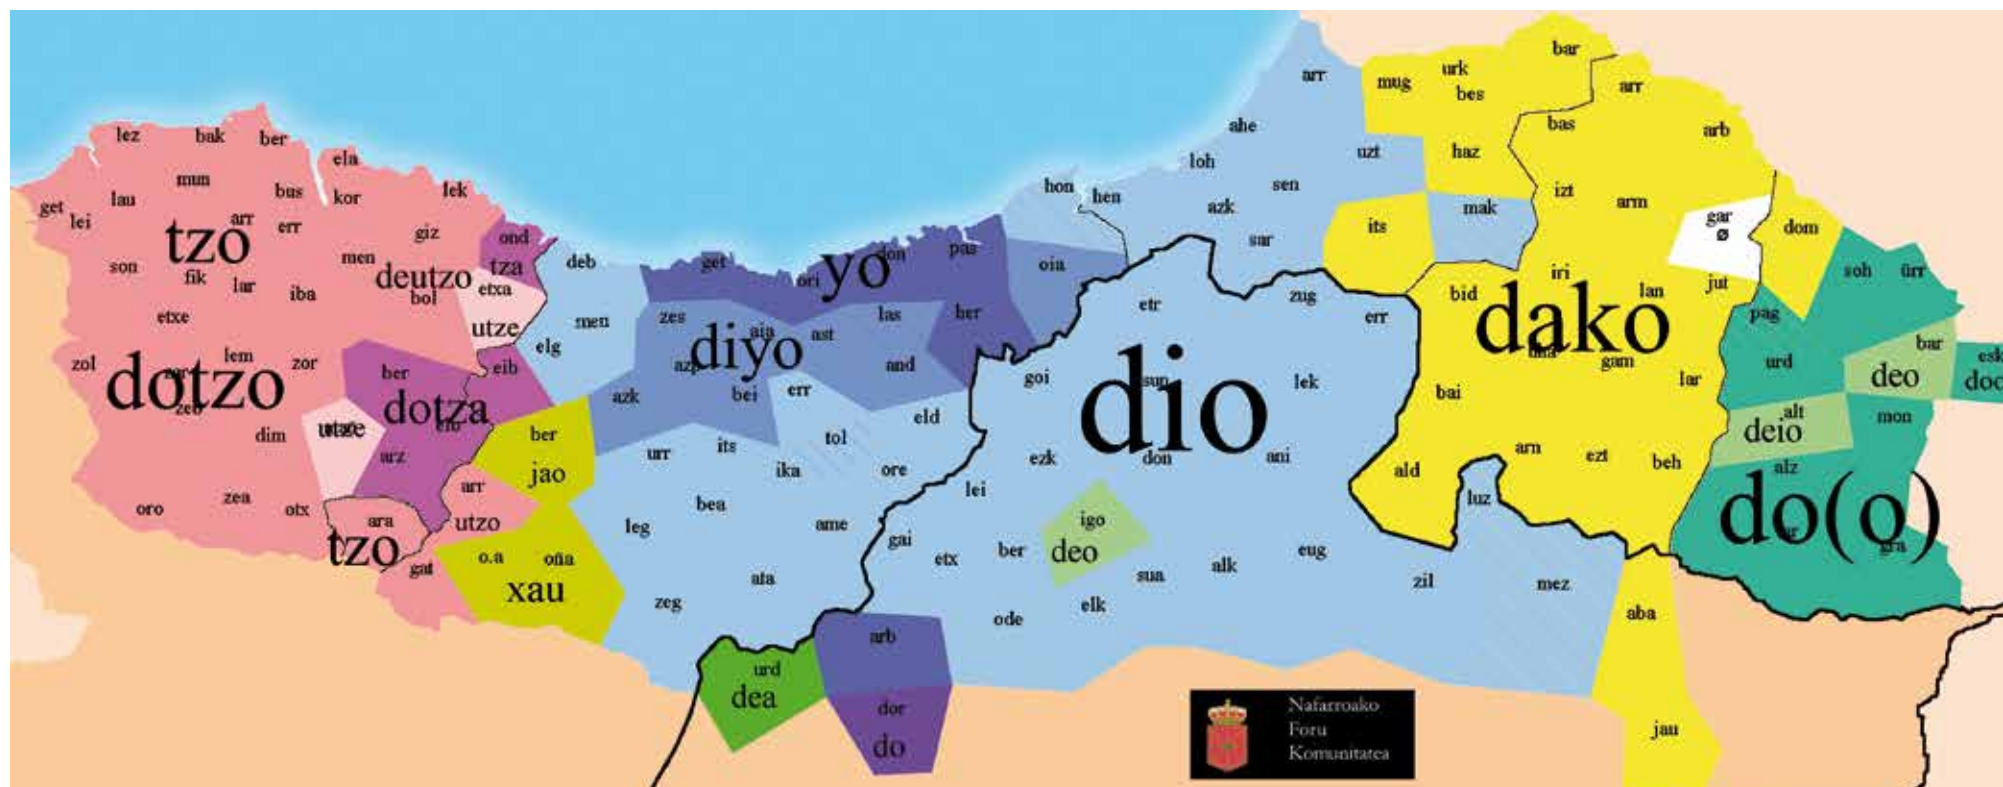 bar
arr
mug
urk
bes
arr
lez
bak
ber
ahe
bas
arb
ela
loh
uzt
haz
mun
bus
kor
lek
hon
hen
sen
izt
arm
get
lei
lau
azk
mak
gar
ø
arr
err
giz
ond
its
dom
tzo
sar
son
fik
lar
iba
men
deutzo
bol
tza
etxa
deb
get
ori
yo
don
pas
oia
iri
lan
jut
soh
ürr
etxe
utze
men
zes
aia
ast
las
her
etr
zug
err
bid
dako
pag
zol
lem
zor
elg
diyo
gam
bar
esk
dotzo
ber
eib
azp
bei
err
and
goi
sun
lek
bai
lar
urd
deo
doo
dim
utze
dotza
azk
eld
dio
alt
mon
arz
ber
jao
urr
its
ika
tol
ore
ezk
don
ani
ald
arn
ezt
beh
deio
alz
oro
zea
otx
ara
tzo
arr
utzo
leg
bea
ame
lei
gai
igo
deo
luz
do(o)
gra
gat
o.a
oña
xau
ata
zeg
etx
ber
sua
alk
eug
elk
ode
zil
mez
aba
urd
dea
arb
dor
do
jau
Nafarroako
Foru
Komunitatea